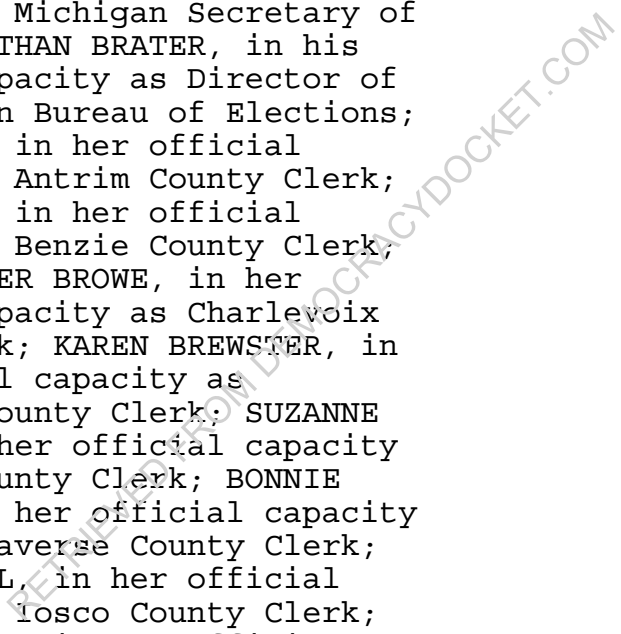 Michigan Secretary of
THAN BRATER, in his
pacity as Director of
n Bureau of Elections;
in her official
Antrim County Clerk;
in her official
Benzie County Clerk;
ER BROWE, in her
pacity as Charlevoix
k; KAREN BREWSTER, in
l capacity as
ounty Clerk; SUZANNE
her official capacity
unty Clerk; BONNIE
her official capacity
averse County Clerk;
L, in her official
Iosco County Clerk;
RETRIEVED FROM DEMOCRACYDOCKET.COM